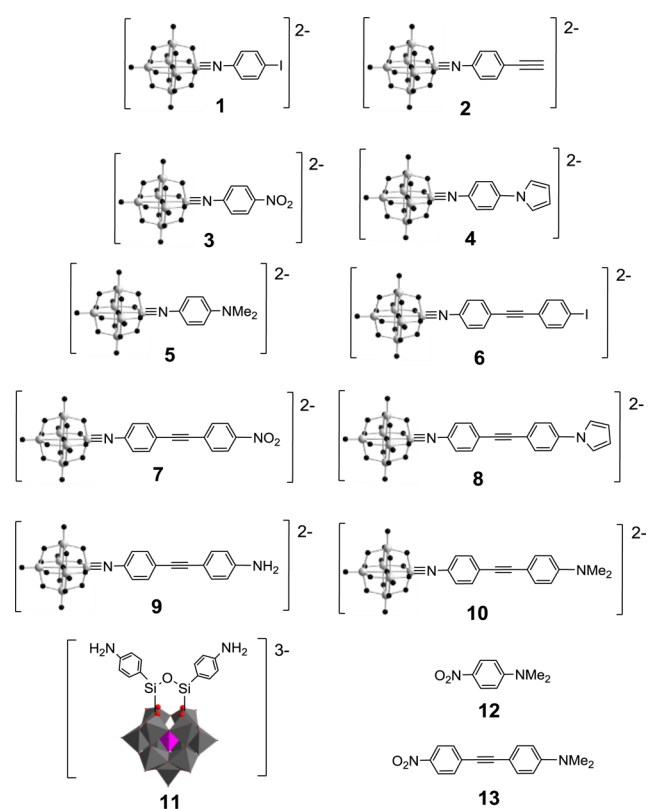 2- 2-
N I N
1 2
2- 2-
N NO₂ N N
3 4
2- 2-
N NMe₂ N I
5 6
2- 2-
N NO₂ N N
7 8
2- 2-
N NH₂ N NMe₂
9 10
3-
H₂N NH₂
O
Si Si
O₂N NMe₂
12
O₂N NMe₂
11 13